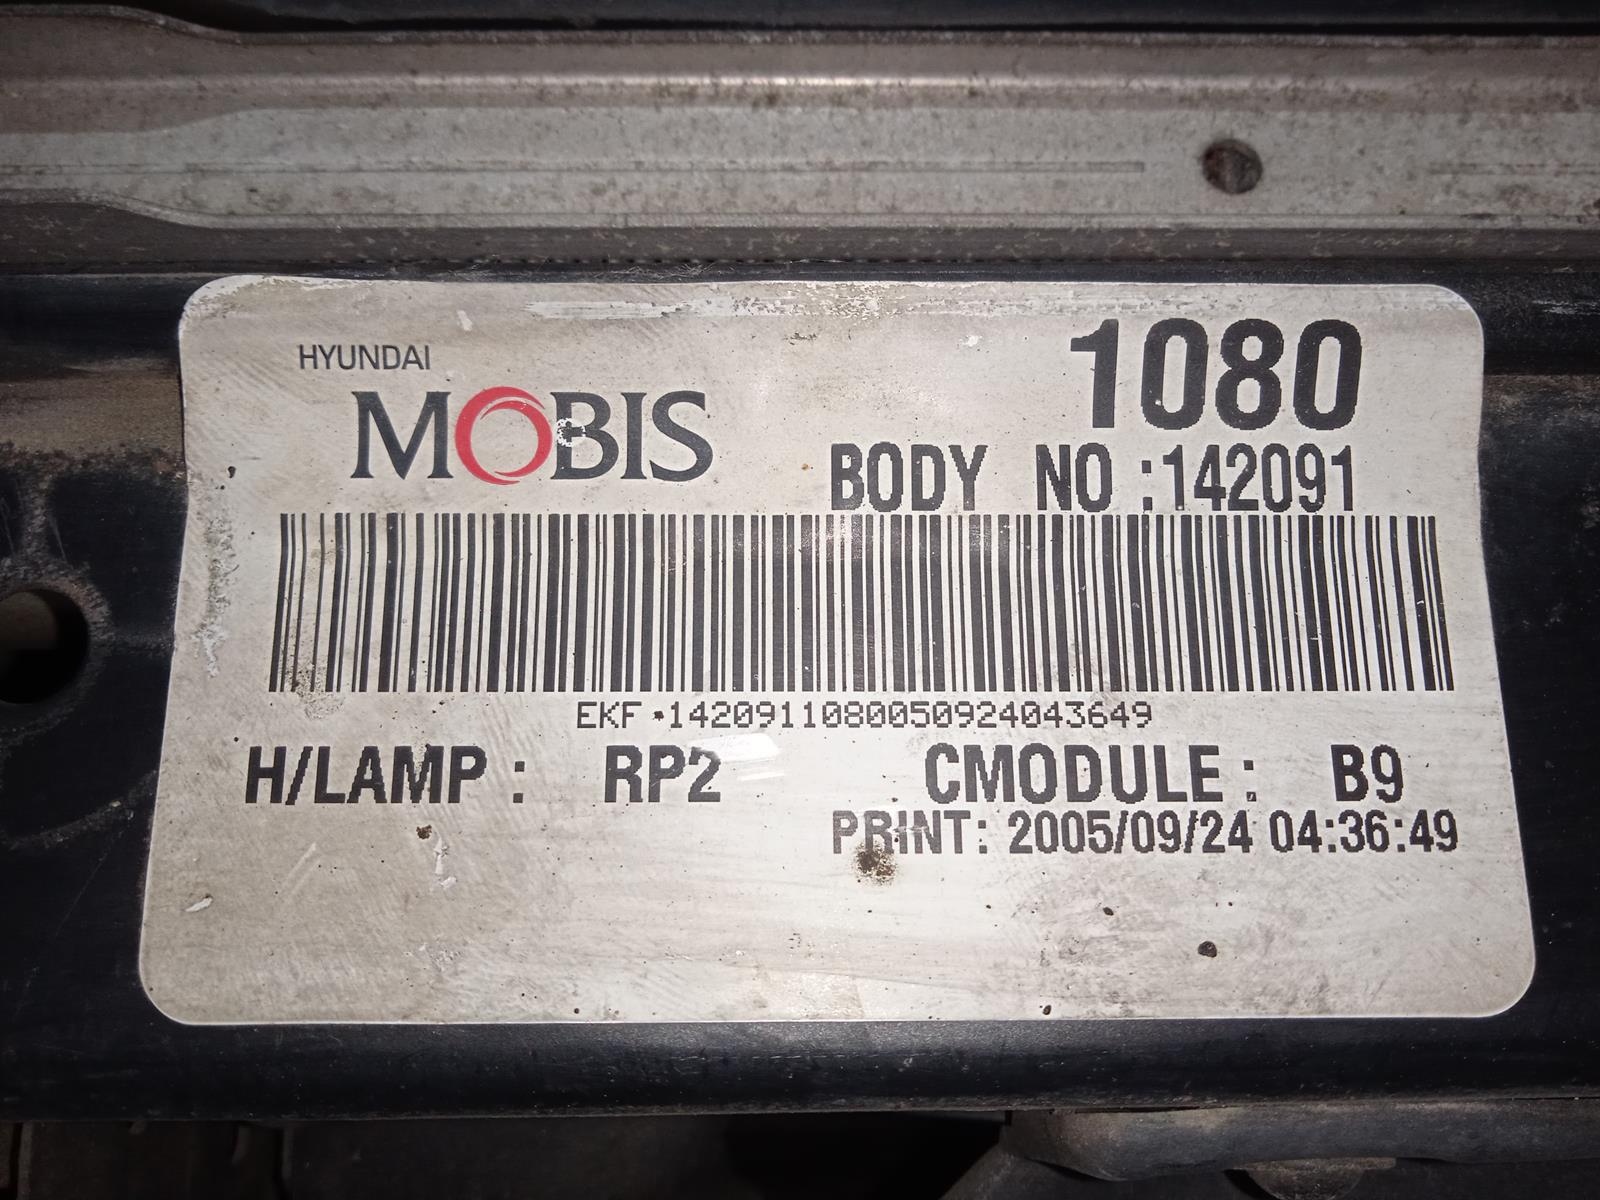 HYUNDAI
MOBIS
1080
BODY NO :142091
EKF 1420911080050924043649
H/LAMP : RP2 CMODULE : B9
PRINT: 2005/09/24 04:36:49